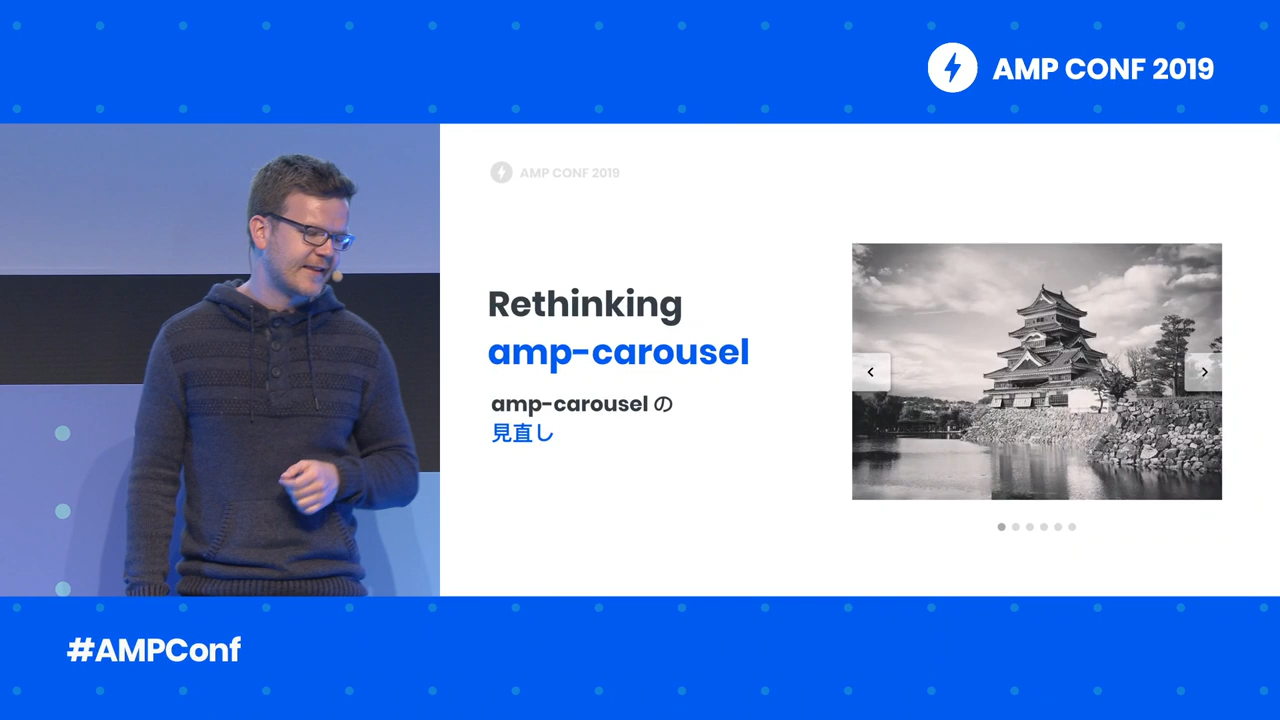 AMP CONF 2019
AMP CONF 2019
Rethinking
amp-carousel
amp-carousel の
見直し
#AMPConf